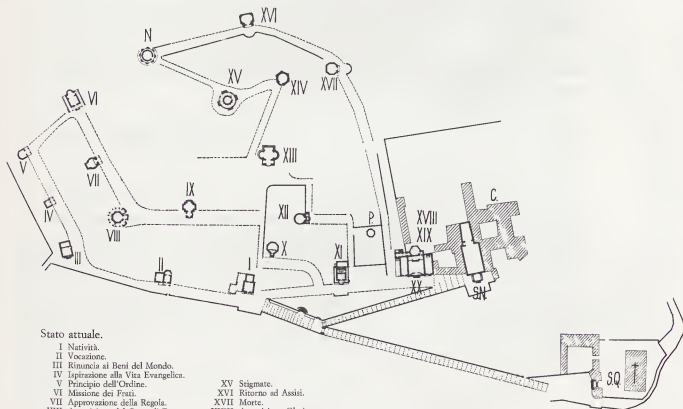 XVI
N
XV
XIV
XVII
VI
XIII
V
VII
IV
IX
VIII
XII
P.
XVIII
XIX
C.
III
II
I
X
XI
XX
S.N.
S.Q.
Stato attuale.
I Natività.
II Vocazione.
III Rinuncia ai Beni del Mondo.
IV Ispirazione alla Vita Evangelica.
V Principio dell'Ordine.
VI Missione dei Frati.
VII Approvazione della Regola.
XV Stigmate.
XVI Ritorno ad Assisi.
XVII Morte.